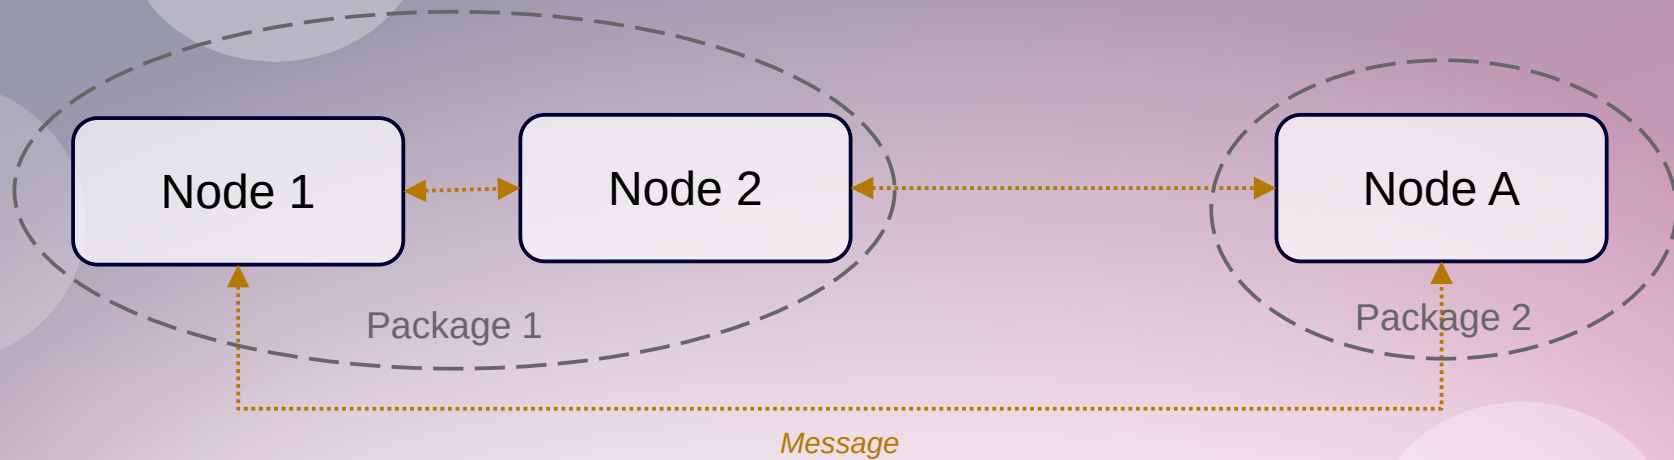 Node 1
Node 2
Node A
Package 1
Package 2
Message